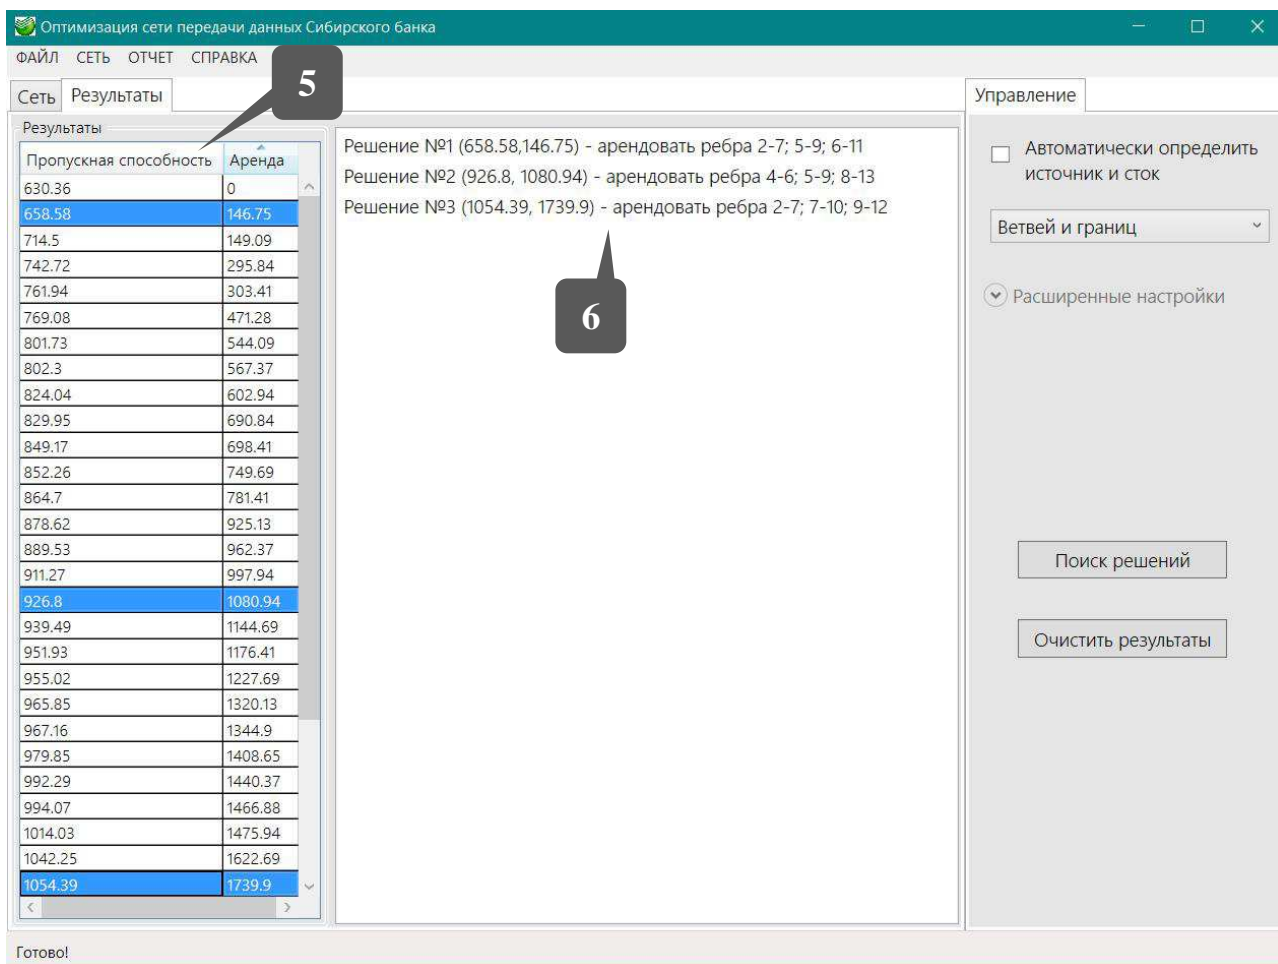 Оптимизация сети передачи данных Сибирского банка
ФАЙЛ СЕТЬ ОТЧЕТ СПРАВКА
5
Сеть Результаты
Результаты
Пропускная способность Аренда
630.36 0
658.58 146.75
714.5 149.09
742.72 295.84
761.94 303.41
769.08 471.28
801.73 544.09
802.3 567.37
824.04 602.94
829.95 690.84
849.17 698.41
852.26 749.69
864.7 781.41
878.62 925.13
889.53 962.37
911.27 997.94
926.8 1080.94
939.49 1144.69
951.93 1176.41
955.02 1227.69
965.85 1320.13
967.16 1344.9
979.85 1408.65
992.29 1440.37
994.07 1466.88
1014.03 1475.94
1042.25 1622.69
1054.39 1739.9
Решение №1 (658.58,146.75) - арендовать ребра 2-7; 5-9; 6-11
Решение №2 (926.8, 1080.94) - арендовать ребра 4-6; 5-9; 8-13
Решение №3 (1054.39, 1739.9) - арендовать ребра 2-7; 7-10; 9-12
6
Управление
Автоматически определить
источник и сток
Ветвей и границ
Расширенные настройки
Поиск решений
Очистить результаты
Готово!